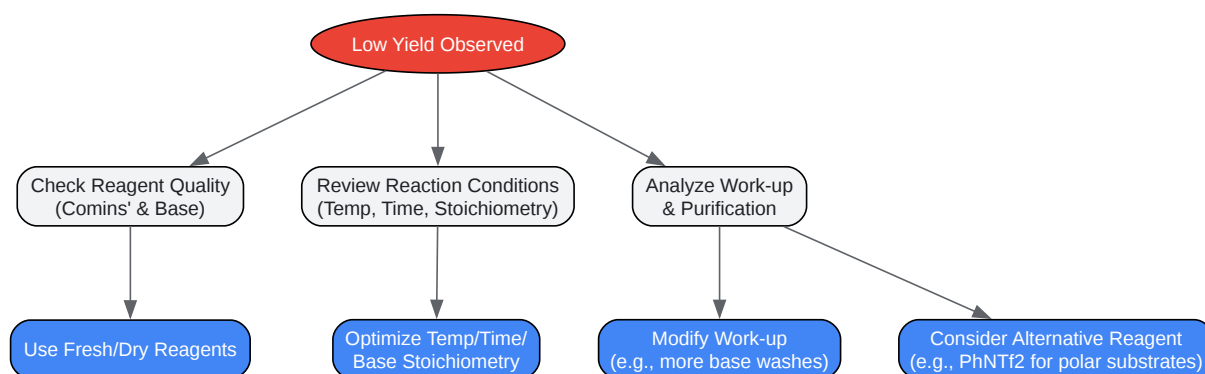 Low Yield Observed
Check Reagent Quality
(Comins' & Base)
Review Reaction Conditions
(Temp, Time, Stoichiometry)
Analyze Work-up
& Purification
Use Fresh/Dry Reagents
Optimize Temp/Time/
Base Stoichiometry
Modify Work-up
(e.g., more base washes)
Consider Alternative Reagent
(e.g., PhNTf2 for polar substrates)